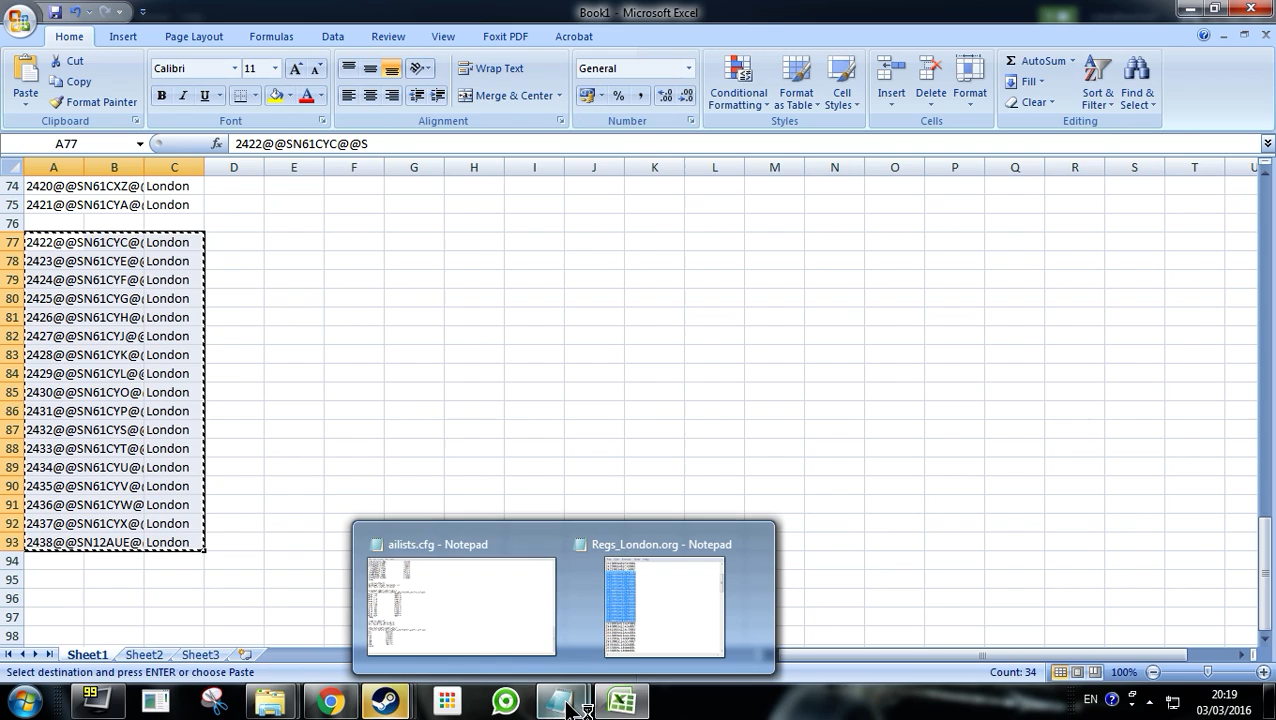 Book1 - Microsoft Excel
Home Insert Page Layout Formulas Data Review View Foxit PDF Acrobat
Paste
Cut
Copy
Format Painter
Clipboard
Calibri 11
B I U
Font
Wrap Text
Merge & Center
Alignment
General
Number
Conditional Formatting
Format as Table
Cell Styles
Styles
Insert
Delete
Format
Cells
AutoSum
Fill
Clear
Sort & Filter
Find & Select
Editing
A77 fx 2422@@SN61CYC@@S
A B C D E F G H I J K L M N O P Q R S T U
74 2420@@SN61CXZ@ London
75 2421@@SN61CYA@ London
76
77 2422@@SN61CYC@ London
78 2423@@SN61CYE@ London
79 2424@@SN61CYF@ London
80 2425@@SN61CYG@ London
81 2426@@SN61CYH@ London
82 2427@@SN61CYJ@ London
83 2428@@SN61CYK@ London
84 2429@@SN61CYL@ London
85 2430@@SN61CYO@ London
86 2431@@SN61CYP@ London
87 2432@@SN61CYS@ London
88 2433@@SN61CYT@ London
89 2434@@SN61CYU@ London
90 2435@@SN61CYV@ London
91 2436@@SN61CYW@ London
92 2437@@SN61CYX@ London
93 2438@@SN12AUE@ London
94
95
96
97
98
ailists.cfg - Notepad
Regs_London.org - Notepad
Sheet1 Sheet2 Sheet3
Select destination and press ENTER or choose Paste Count: 34 100%
99
EN
20:19
03/03/2016